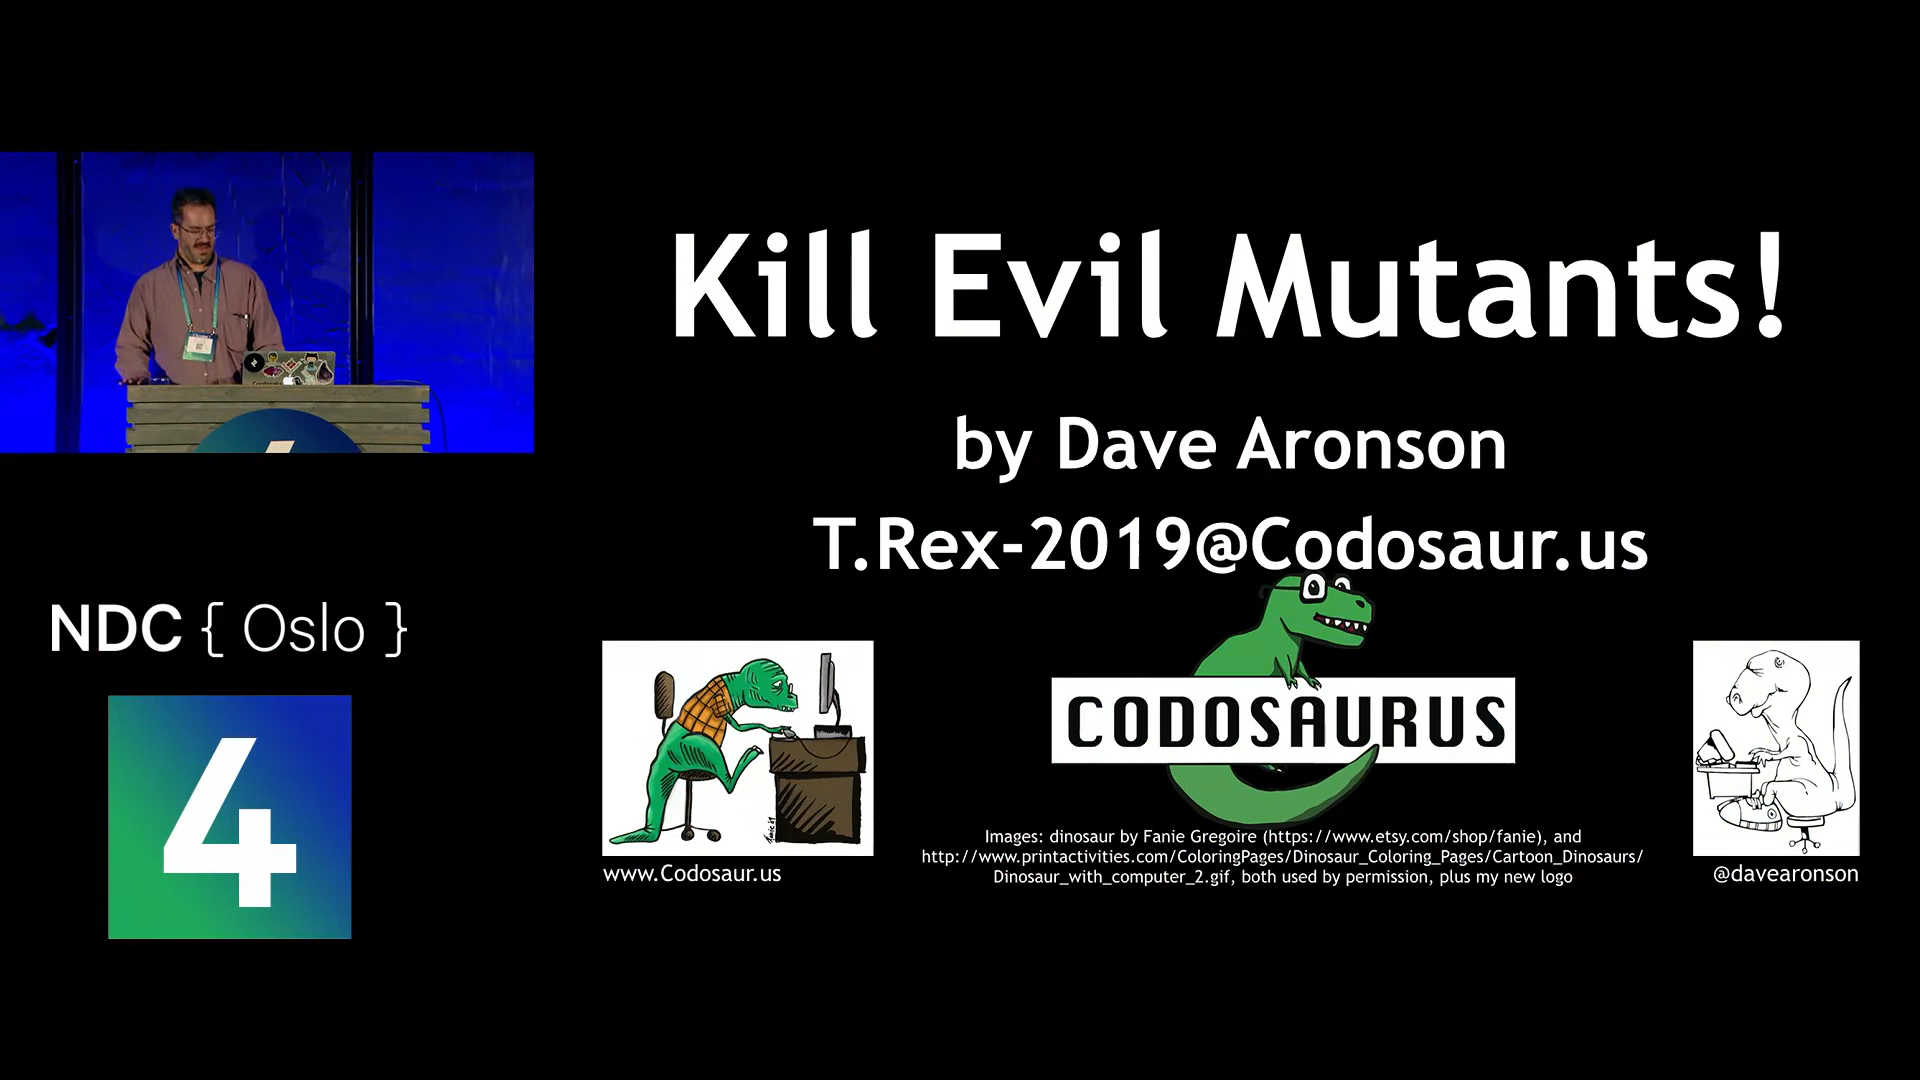 Kill Evil Mutants!
by Dave Aronson
T.Rex-2019@Codosaur.us
NDC { Oslo }
4
CODOSAURUS
www.Codosaur.us
Images: dinosaur by Fanie Gregoire (https://www.etsy.com/shop/fanie), and
http://www.printactivities.com/ColoringPages/Dinosaur_Coloring_Pages/Cartoon_Dinosaurs/
Dinosaur_with_computer_2.gif, both used by permission, plus my new logo
@davearonson